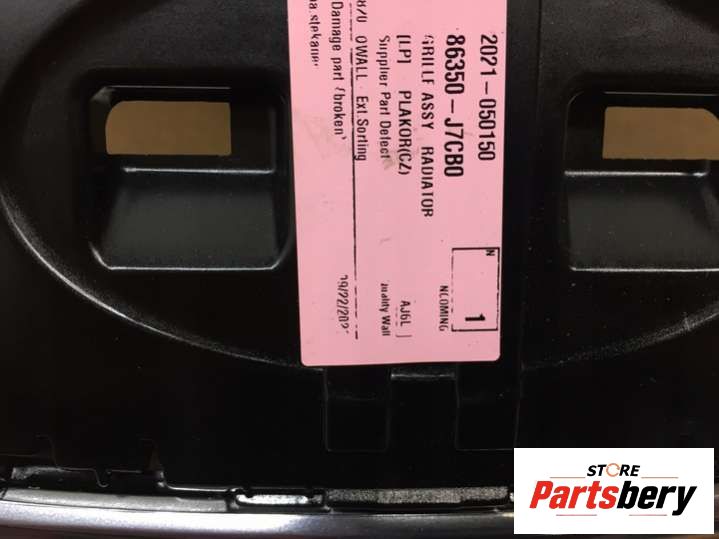 2021-050150
86350-J7CB0
GRILLE ASSY RADIATOR
[LP] PLAKOR(CZ)
Supplier Part Defect
QWALL Ext.Sorting
Damage part (broken)
N
1
NCOMING
AJ6L ]
uality Wall
STORE
Partsbery